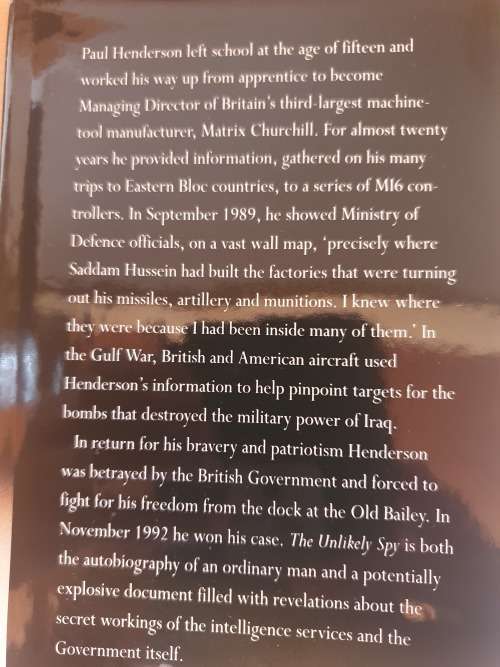 Paul Henderson left school at the age of fifteen and
worked his way up from apprentice to become
Managing Director of Britain's third-largest machine-
tool manufacturer, Matrix Churchill. For almost twenty
years he provided information, gathered on his many
trips to Eastern Bloc countries, to a series of MI6 con-
trollers. In September 1989, he showed Ministry of
Defence officials, on a vast wall map, 'precisely where
Saddam Hussein had built the factories that were turning
out his missiles, artillery and munitions. I knew where
they were because I had been inside many of them.' In
the Gulf War, British and American aircraft used
Henderson's information to help pinpoint targets for the
bombs that destroyed the military power of Iraq.
In return for his bravery and patriotism Henderson
was betrayed by the British Government and forced to
fight for his freedom from the dock at the Old Bailey. In
November 1992 he won his case. The Unlikely Spy is both
the autobiography of an ordinary man and a potentially
explosive document filled with revelations about the
secret workings of the intelligence services and the
Government itself.